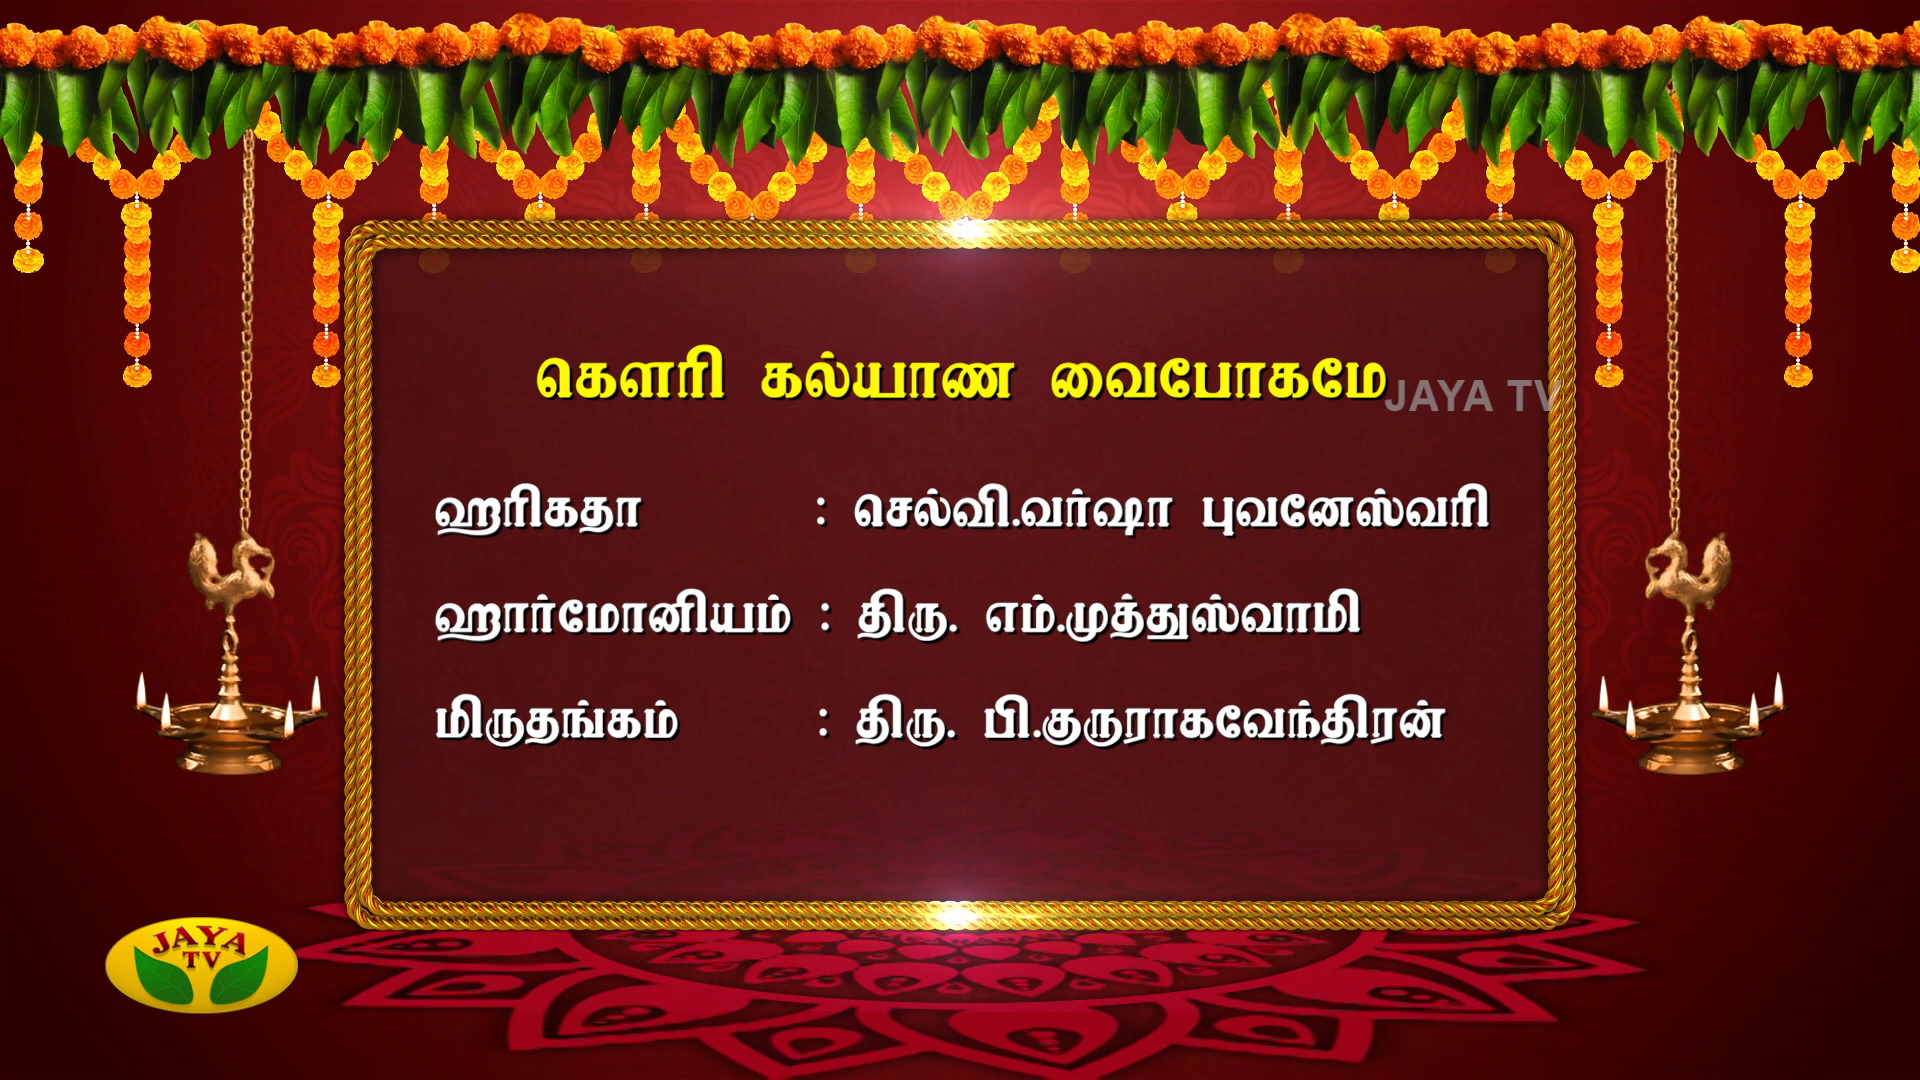 கௌரி கல்யாண வைபோகமே
JAYA TV
ஹரிகதா : செல்வி.வர்ஷா புவனேஸ்வரி
ஹார்மோனியம் : திரு. எம்.முத்துஸ்வாமி
மிருதங்கம் : திரு. பி.குருராகவேந்திரன்
JAYA
TV